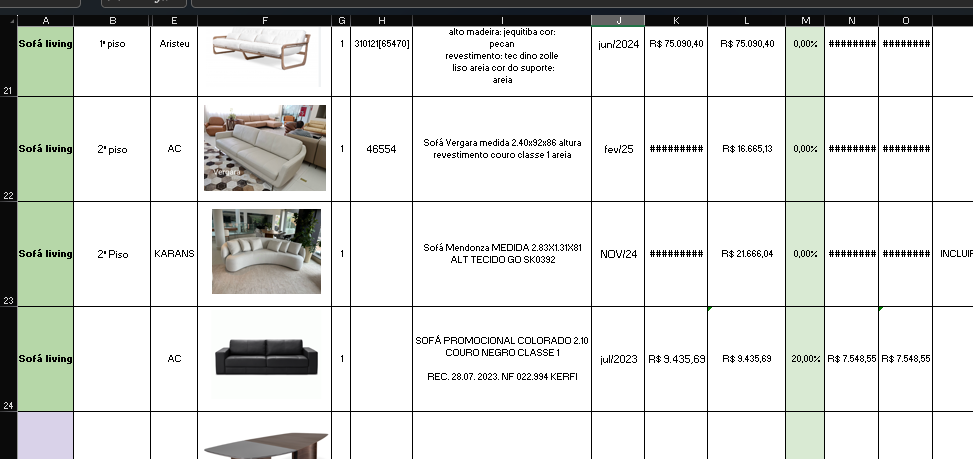 A B E F G H I J K L M N O
21 Sofá living 1º piso Aristeu 1 310121[65470] alto madeira: jequitiba cor:
pecan
revestimento: tec dino zolle
liso areia cor do suporte:
areia
jun/2024 R$ 75.090,40 R$ 75.090,40 0,00% ######## ########
22 Sofá living 2º piso AC Vergara 1 46554 Sofá Vergara medida 2.40x92x86 altura
revestimento couro classe 1 areia
fev/25 ######### R$ 16.665,13 0,00% ######## ########
23 Sofá living 2º Piso KARANS 1 Sofá Mendonza MEDIDA 2.83X1.31X81
ALT TECIDO GO SK0392
NOV/24 ######### R$ 21.666,04 0,00% ######## ########
24 Sofá living AC 1 SOFÁ PROMOCIONAL COLORADO 2.10
COURO NEGRO CLASSE 1
REC. 28.07. 2023. NF 022.994 KERFI
jul/2023 R$ 9.435,69 R$ 9.435,69 20,00% R$ 7.548,55 R$ 7.548,55